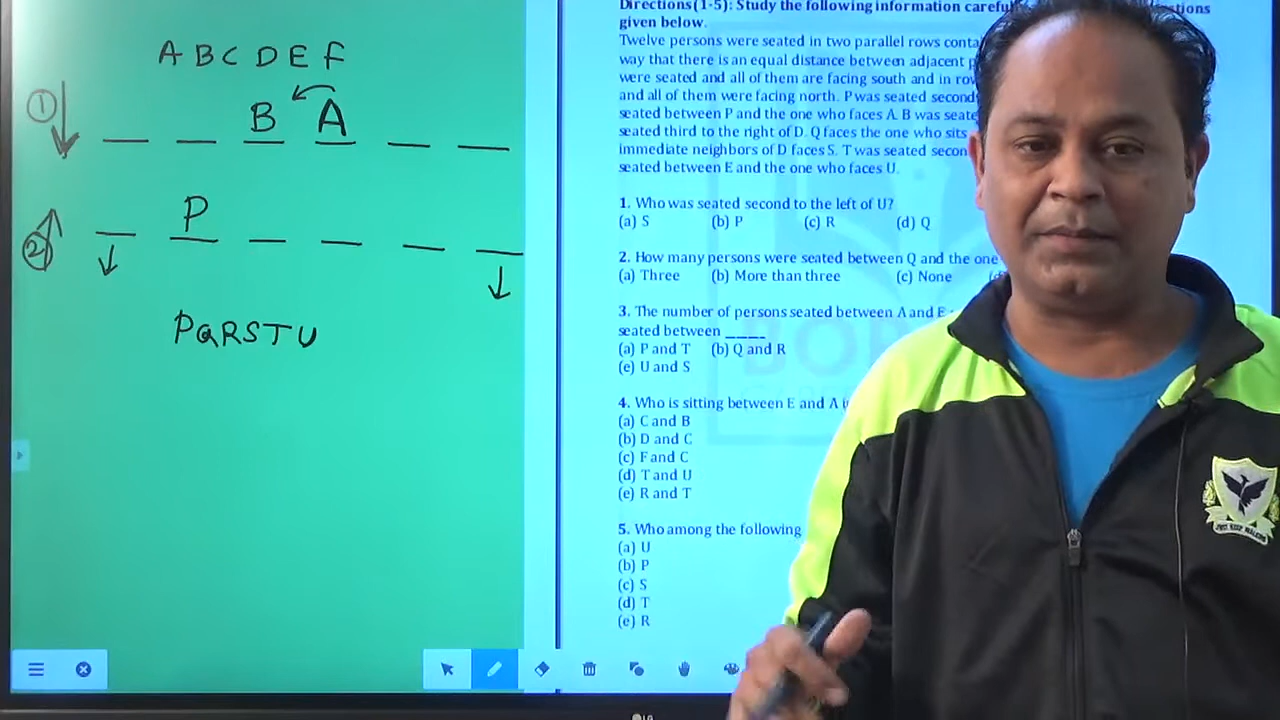 A B C D E F
1
B A
P
2
PQRSTU
Directions(1-5): Study the following information
given below.
Twelve persons were seated in two parallel rows
way that there is an equal distance between adjacent
were seated and all of them are facing south and in
and all of them were facing north. P was seated second
seated between P and the one who faces A. B was
seated third to the right of D. Q faces the one who sits
immediate neighbors of D faces S. T was seated
seated between E and the one who faces U.
1. Who was seated second to the left of U?
(a) S (b) P (c) R (d) Q
2. How many persons were seated between Q and the one
(a) Three (b) More than three (c) None
3. The number of persons seated between A and E
seated between _____
(a) P and T (b) Q and R
(e) U and S
4. Who is sitting between E and A
(a) C and B
(b) D and C
(c) F and C
(d) T and U
(e) R and T
5. Who among the following
(a) U
(b) P
(c) S
(d) T
(e) R
LG